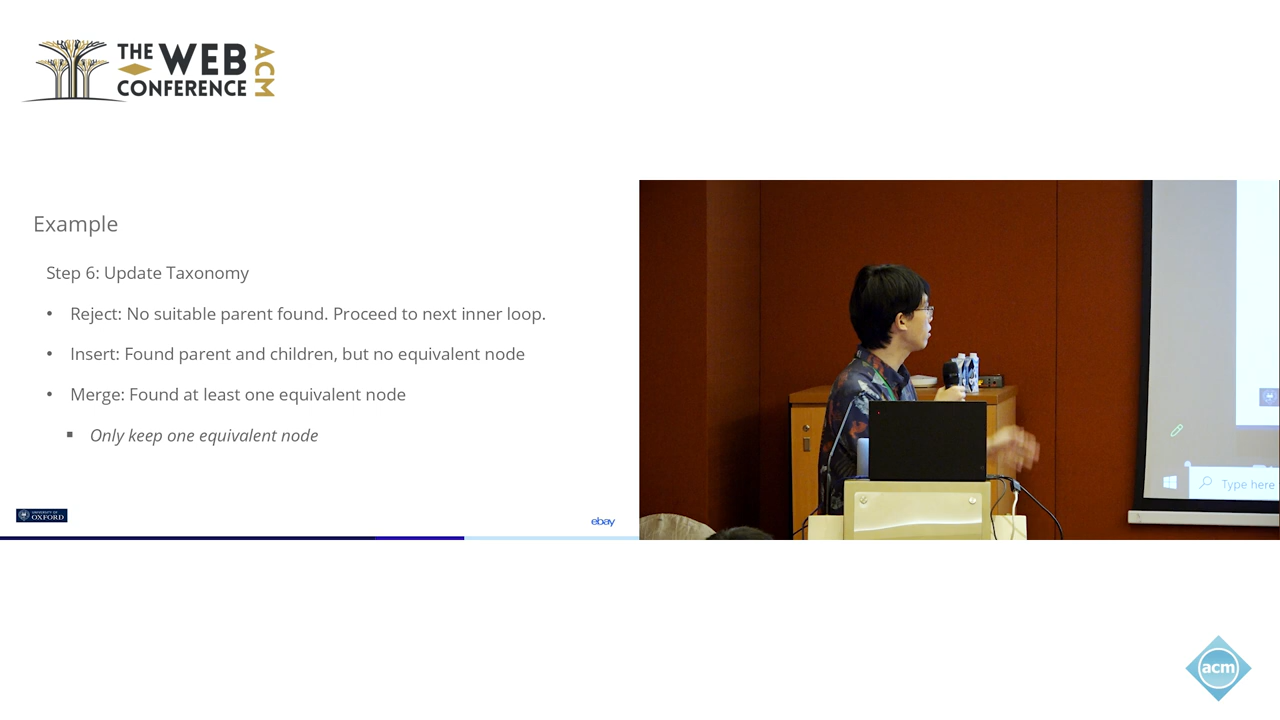 THE WEB CONFERENCE ACM
Example
Step 6: Update Taxonomy
• Reject: No suitable parent found. Proceed to next inner loop.
• Insert: Found parent and children, but no equivalent node
• Merge: Found at least one equivalent node
▪ Only keep one equivalent node
UNIVERSITY OF
OXFORD
ebay
Type here
acm